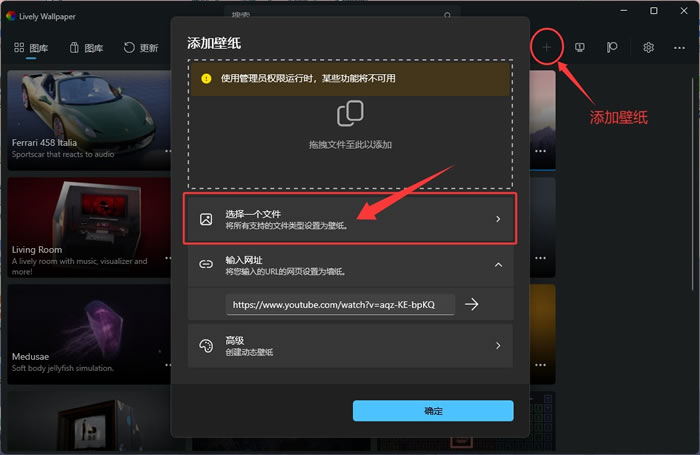 Lively Wallpaper
搜索
图库
图库
更新
添加壁纸
使用管理员权限运行时，某些功能将不可用
拖拽文件至此以添加
添加壁纸
Ferrari 458 Italia
Sportscar that reacts to audio
选择一个文件
将所有支持的文件类型设置为壁纸。
Living Room
A lively room with music, visualizer and
more!
输入网址
将您输入的URL的网页设置为墙纸。
https://www.youtube.com/watch?v=aqz-KE-bpKQ
高级
创建动态壁纸
Medusae
Soft body jellyfish simulation.
确定